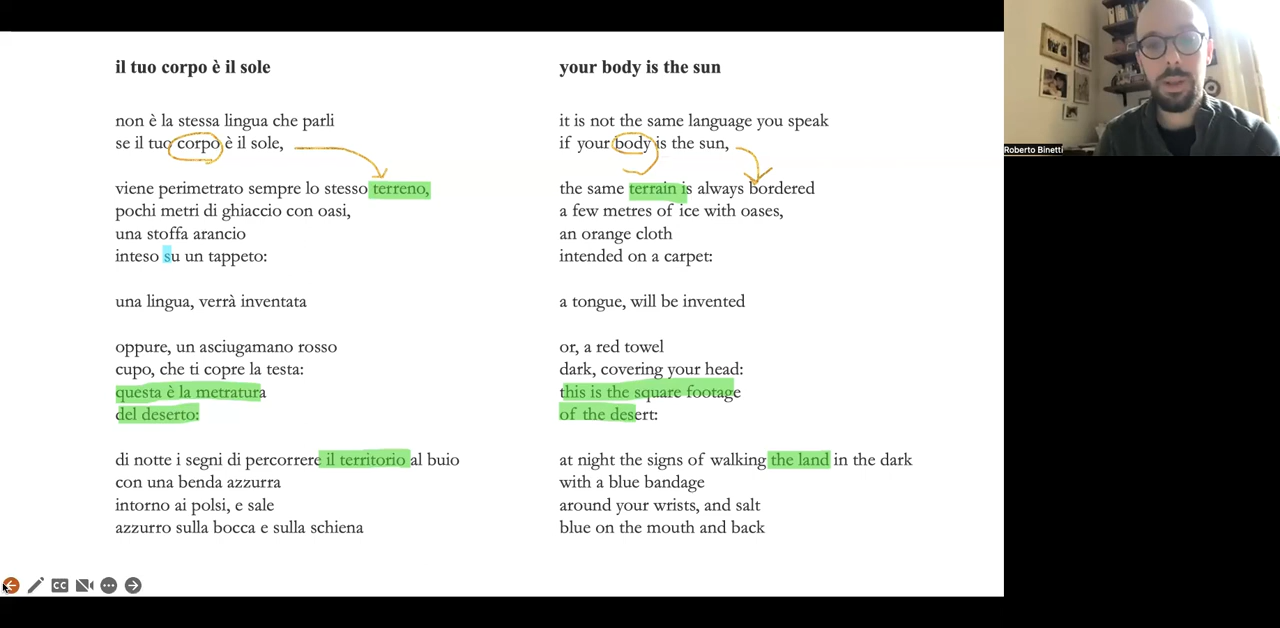 il tuo corpo è il sole
non è la stessa lingua che parli
se il tuo corpo è il sole,
viene perimetrato sempre lo stesso terreno,
pochi metri di ghiaccio con oasi,
una stoffa arancio
inteso su un tappeto:
una lingua, verrà inventata
oppure, un asciugamano rosso
cupo, che ti copre la testa:
questa è la metratura
del deserto:
di notte i segni di percorrere il territorio al buio
con una benda azzurra
intorno ai polsi, e sale
azzurro sulla bocca e sulla schiena
your body is the sun
it is not the same language you speak
if your body is the sun,
the same terrain is always bordered
a few metres of ice with oases,
an orange cloth
intended on a carpet:
a tongue, will be invented
or, a red towel
dark, covering your head:
this is the square footage
of the desert:
at night the signs of walking the land in the dark
with a blue bandage
around your wrists, and salt
blue on the mouth and back
Roberto Binetti
CC